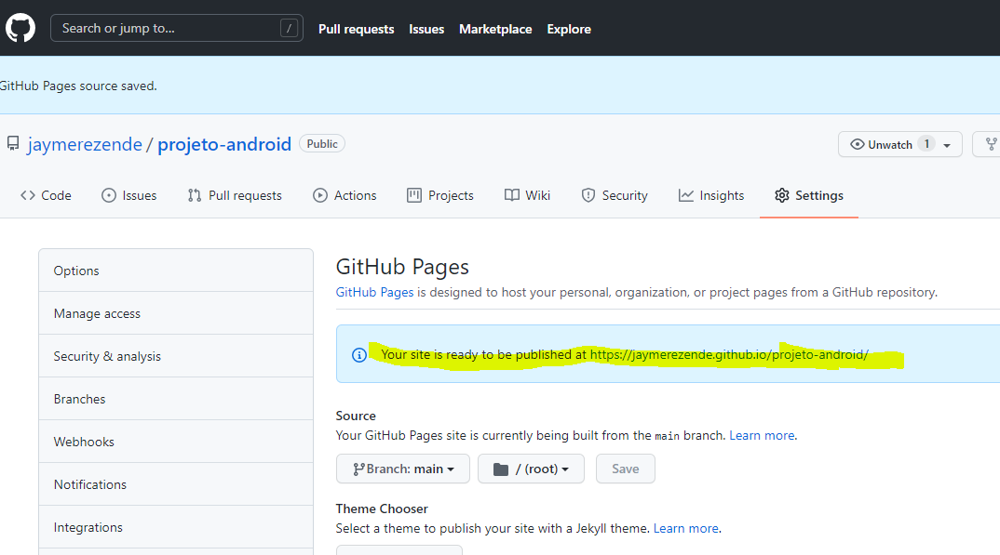 Search or jump to... / Pull requests Issues Marketplace Explore
GitHub Pages source saved.
jaymerezende / projeto-android Public Unwatch 1
Code Issues Pull requests Actions Projects Wiki Security Insights Settings
Options
Manage access
Security & analysis
Branches
Webhooks
Notifications
Integrations
GitHub Pages
GitHub Pages is designed to host your personal, organization, or project pages from a GitHub repository.
Your site is ready to be published at https://jaymerezende.github.io/projeto-android/
Source
Your GitHub Pages site is currently being built from the main branch. Learn more.
Branch: main / (root) Save
Theme Chooser
Select a theme to publish your site with a Jekyll theme. Learn more.